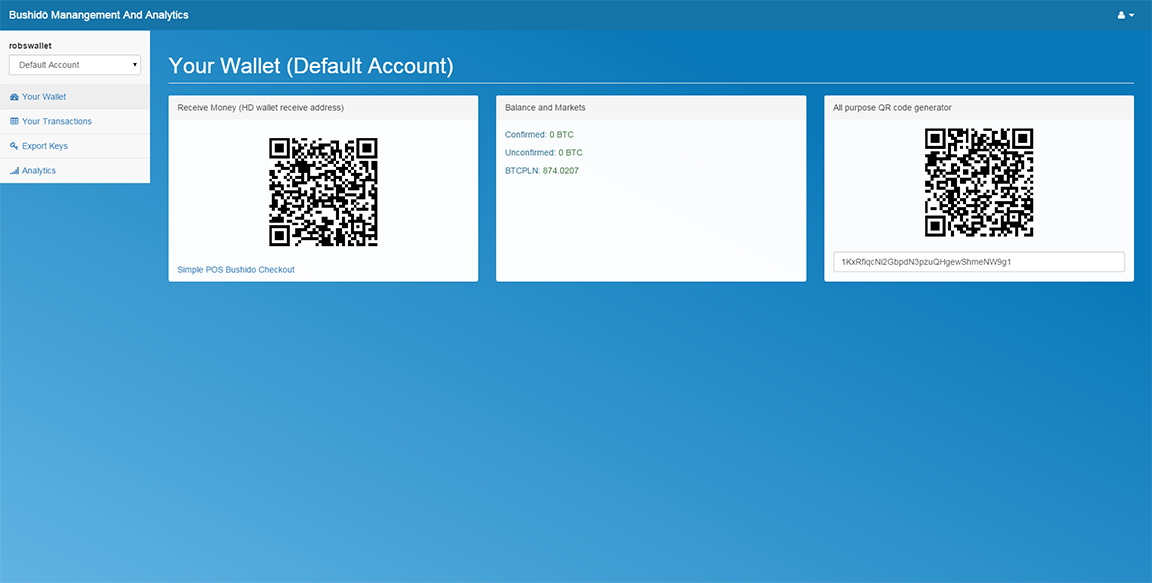 Bushidō Manangement And Analytics
robswallet
Default Account
Your Wallet
Your Transactions
Export Keys
Analytics
Your Wallet (Default Account)
Receive Money (HD wallet receive address)
Simple POS Bushido Checkout
Balance and Markets
Confirmed: 0 BTC
Unconfirmed: 0 BTC
BTCPLN: 874.0207
All purpose QR code generator
1KxRfiqcNi2GbpdN3pzuQHgewShmeNW9g1